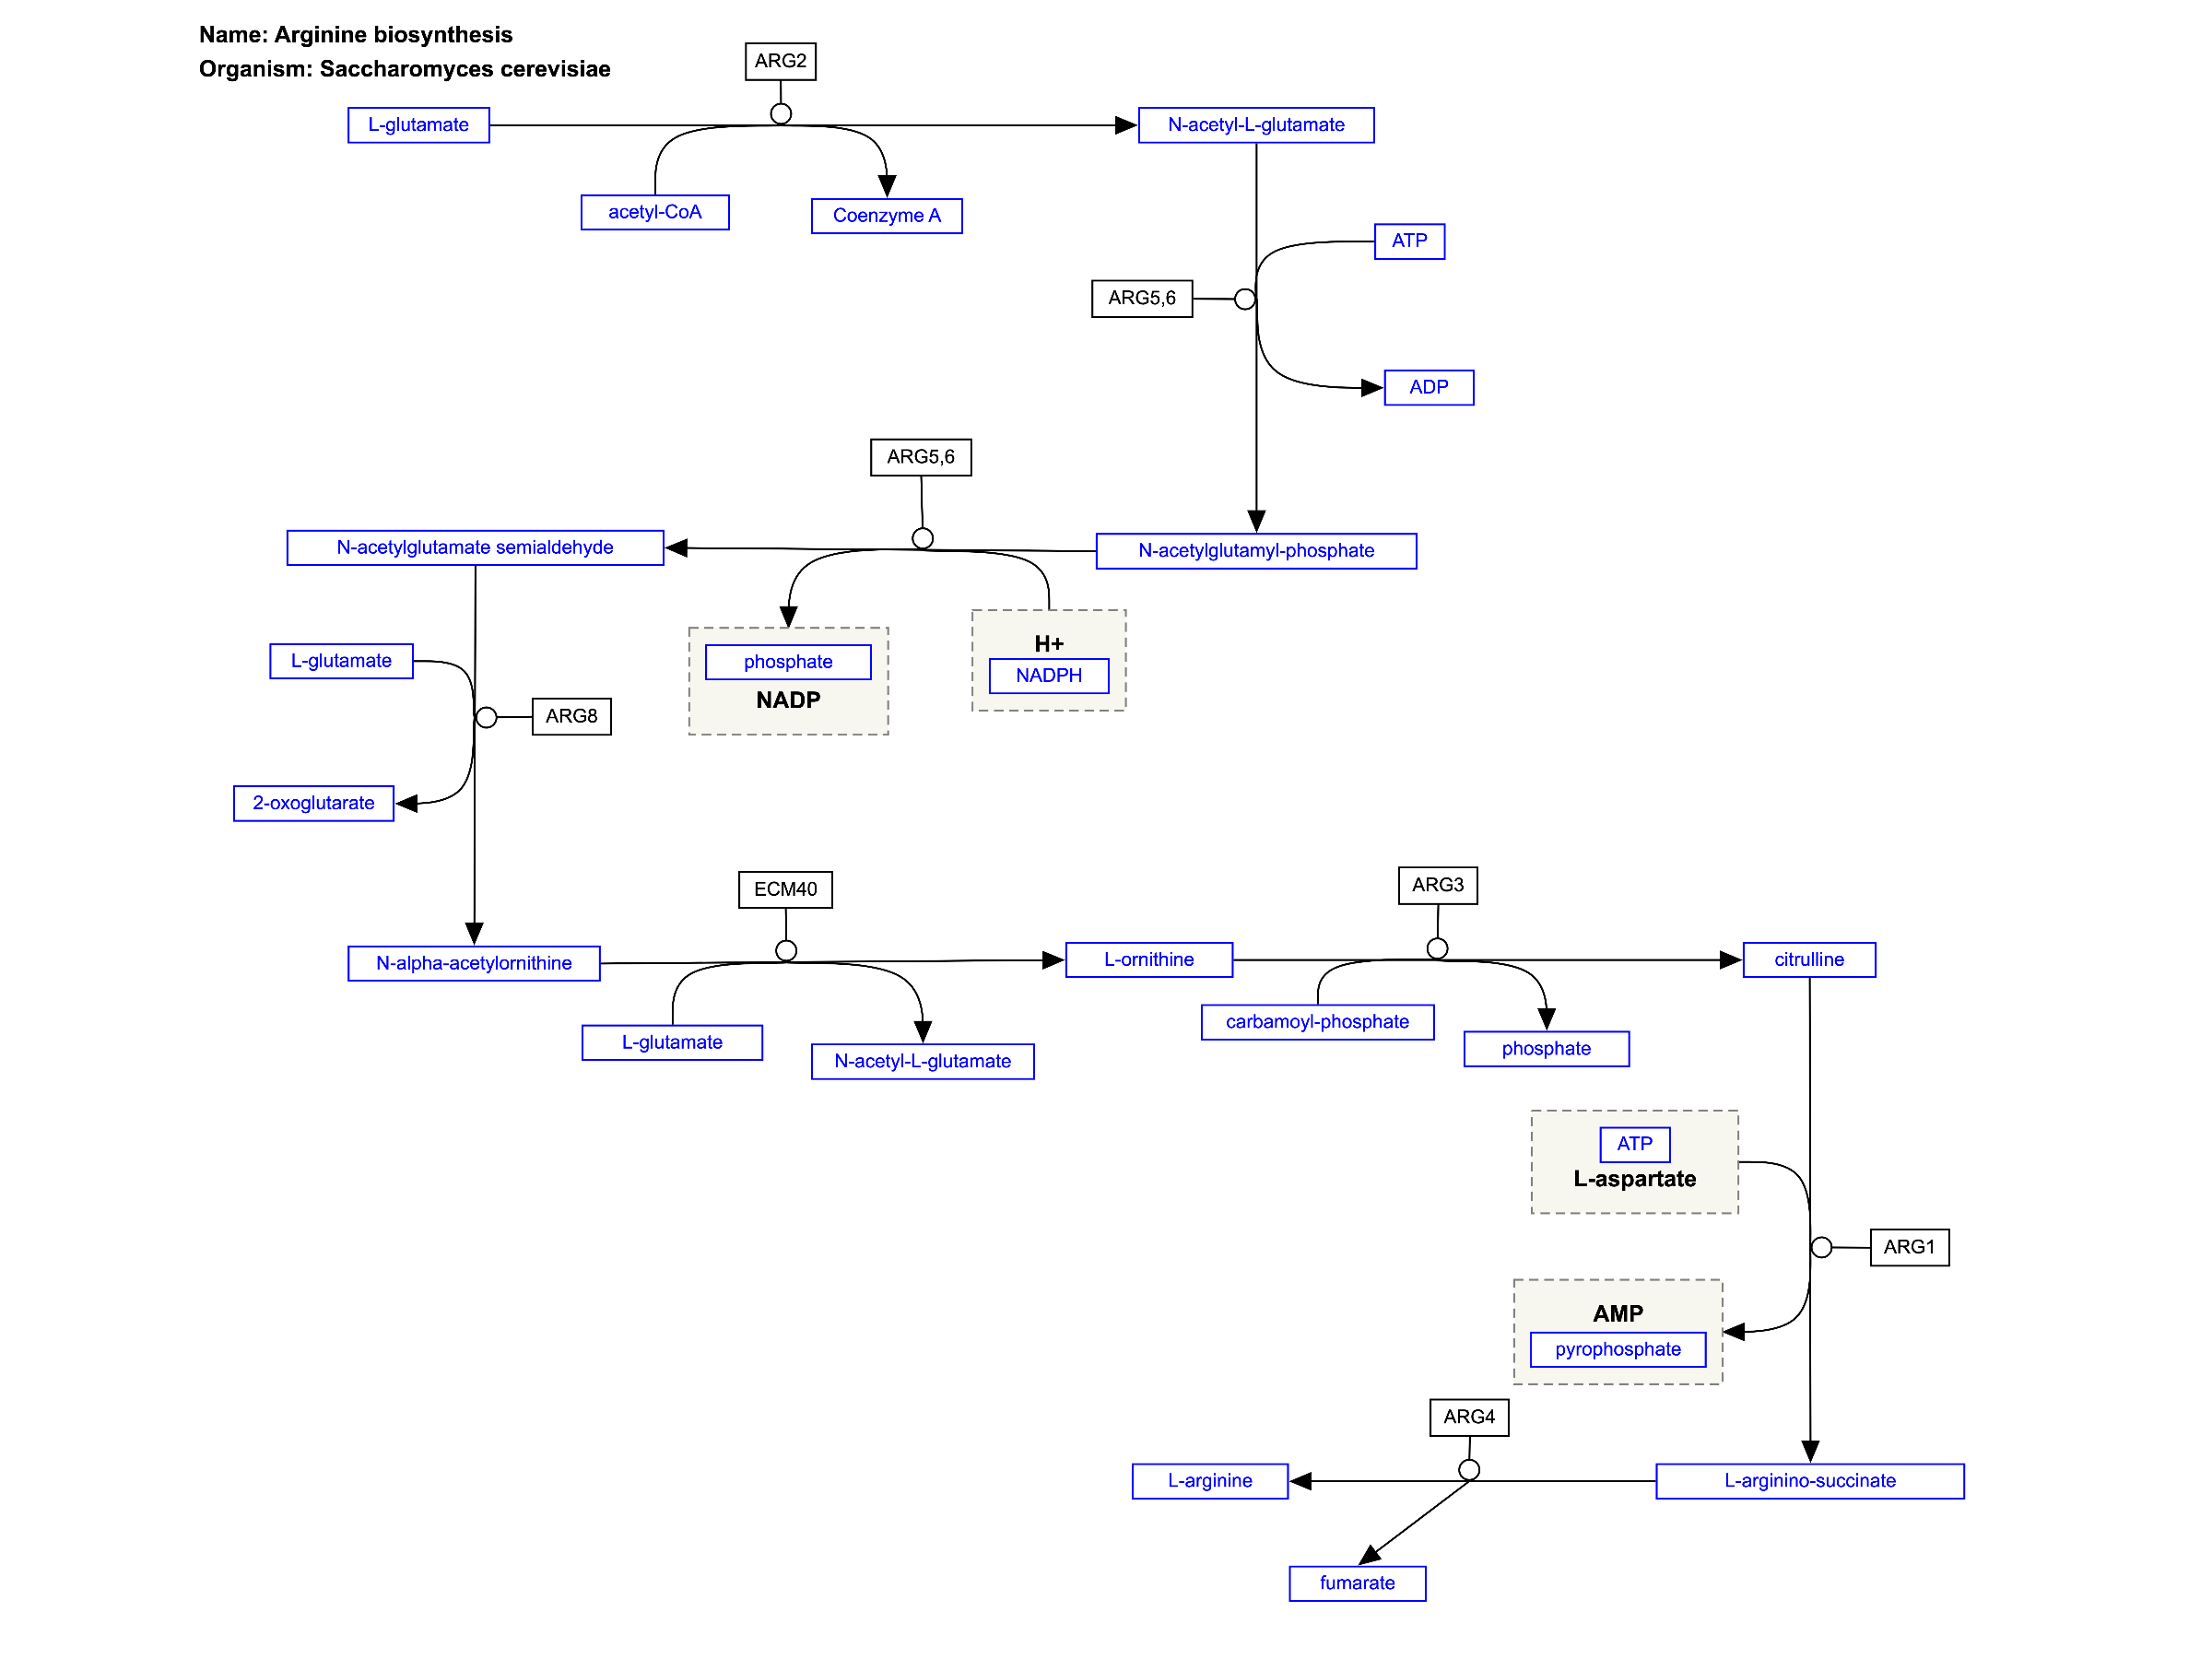 Name: Arginine biosynthesis
Organism: Saccharomyces cerevisiae
ARG2
L-glutamate
N-acetyl-L-glutamate
acetyl-CoA
Coenzyme A
ATP
ARG5,6
ADP
ARG5,6
N-acetylglutamate semialdehyde
N-acetylglutamyl-phosphate
H+
L-glutamate
phosphate
NADPH
NADP
ARG8
2-oxoglutarate
ECM40
ARG3
N-alpha-acetylornithine
L-ornithine
citrulline
carbamoyl-phosphate
L-glutamate
phosphate
N-acetyl-L-glutamate
ATP
L-aspartate
ARG1
AMP
pyrophosphate
ARG4
L-arginine
L-arginino-succinate
fumarate